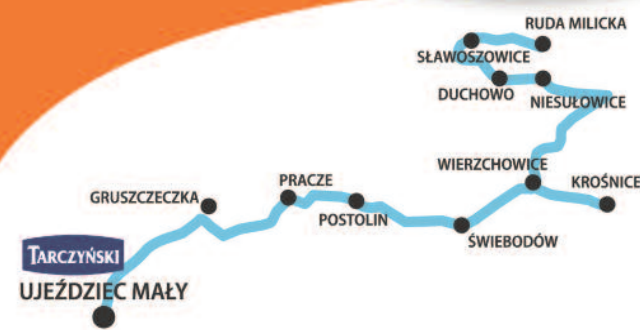 RUDA MILICKA
SŁAWOSZOWICE
DUCHOWO
NIESUŁOWICE
WIERZCHOWICE
KROŚNICE
PRACZE
GRUSZCZECZKA
POSTOLIN
ŚWIEBODÓW
TARCZYŃSKI
UJEŹDZIEC MAŁY